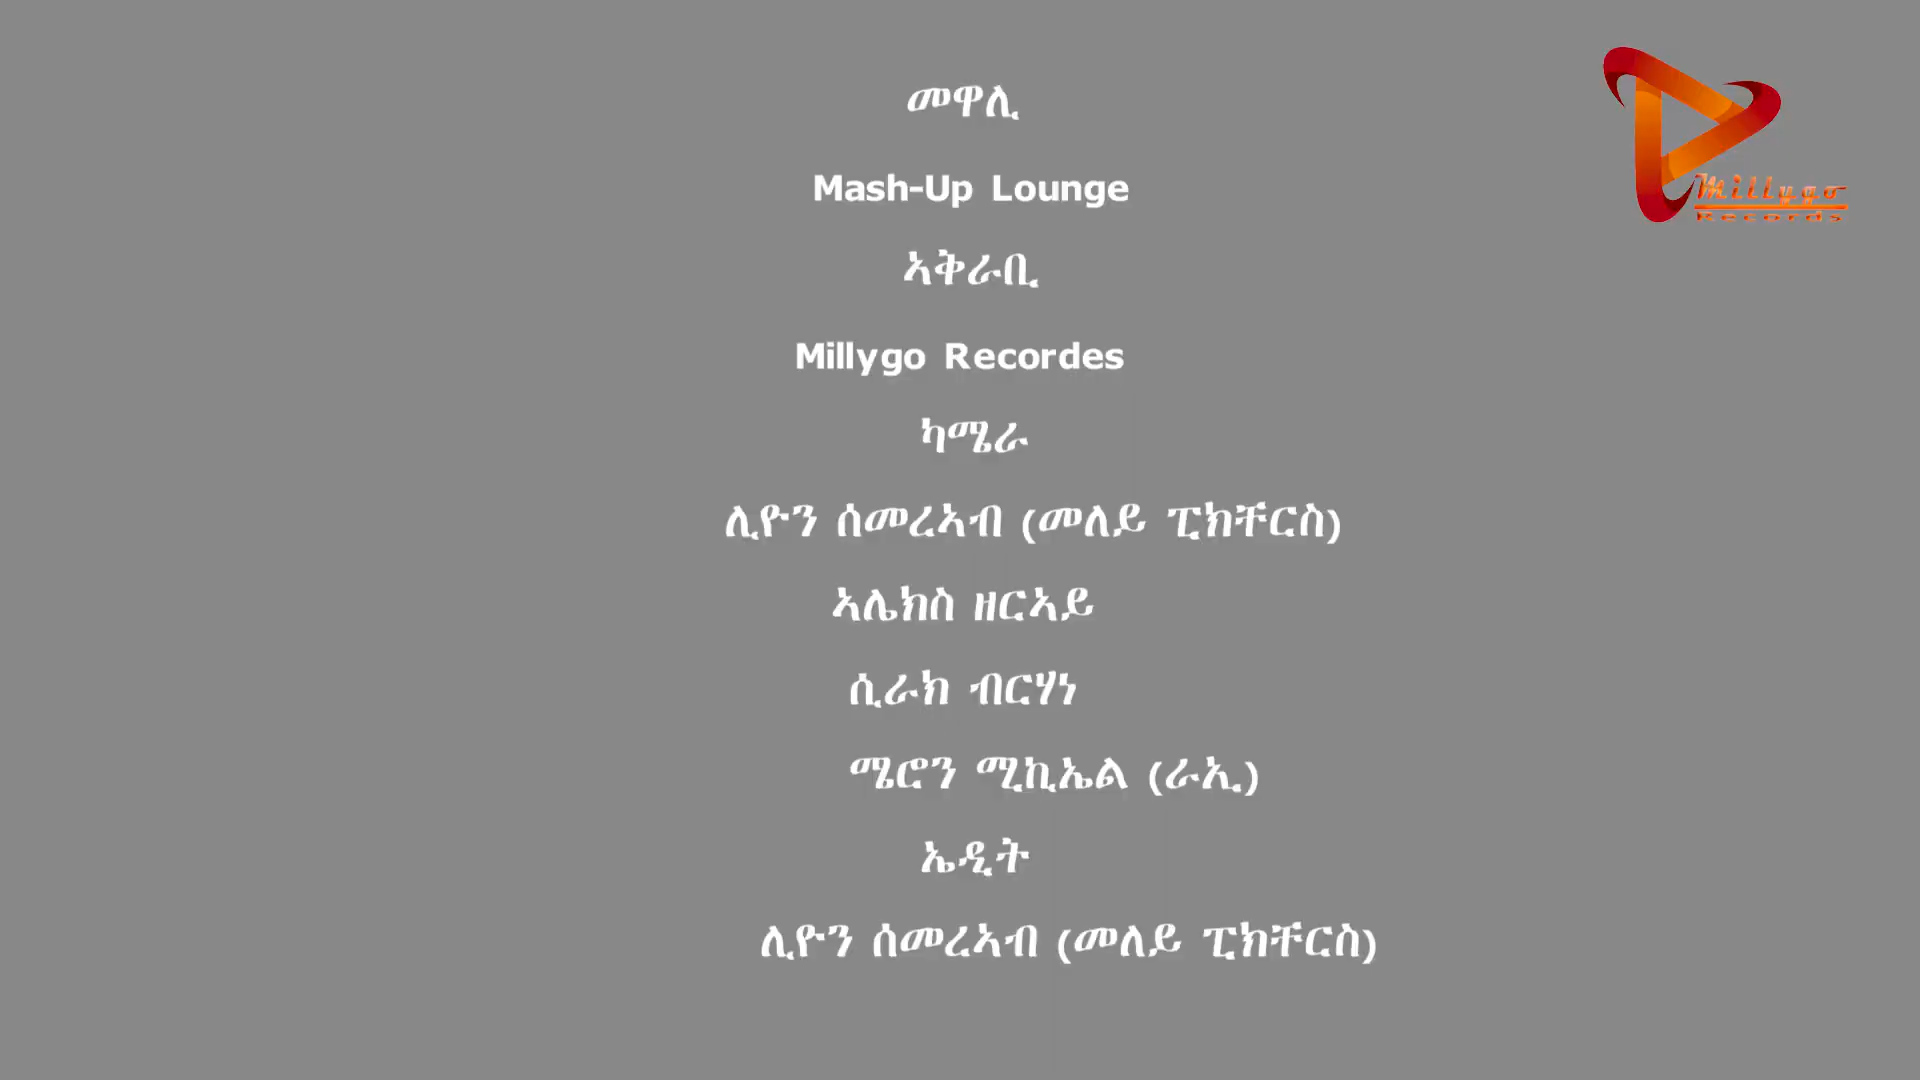 መዋሊ
Mash-Up Lounge
ኣቅራቢ
Millygo Recordes
ካሜራ
ሊዮን ሰመረኣብ (መለይ ፒክቸርስ)
ኣሌክስ ዘርኣይ
ሲራክ ብርሃነ
ሜሮን ሚኪኤል (ራኢ)
ኤዲት
ሊዮን ሰመረኣብ (መለይ ፒክቸርስ)
Millygo
Records